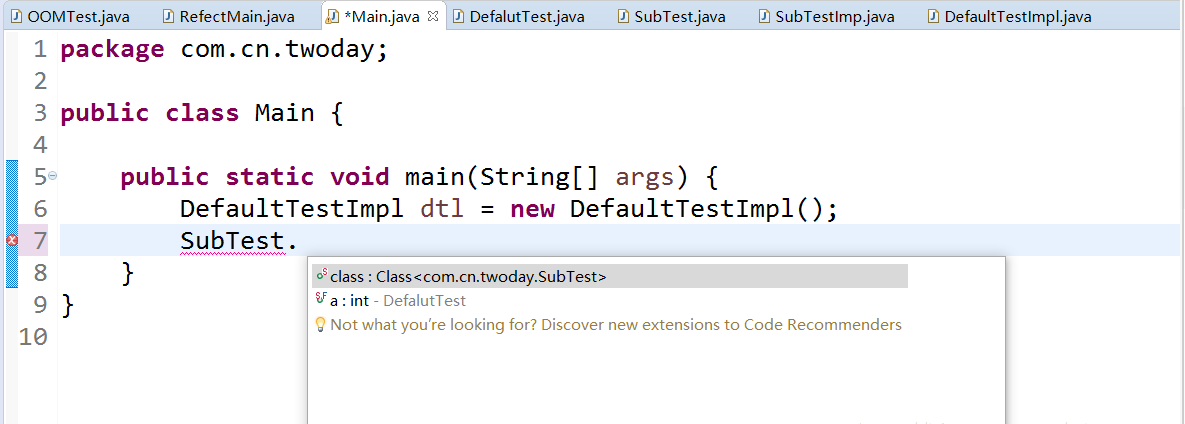 OOMTest.java RefectMain.java *Main.java DefalutTest.java SubTest.java SubTestImp.java DefaultTestImpl.java
1 package com.cn.twoday;
2
3 public class Main {
4
5 public static void main(String[] args) {
6 DefaultTestImpl dtl = new DefaultTestImpl();
7 SubTest.
class : Class<com.cn.twoday.SubTest>
8 }
a : int - DefalutTest
9 }
Not what you're looking for? Discover new extensions to Code Recommenders
10